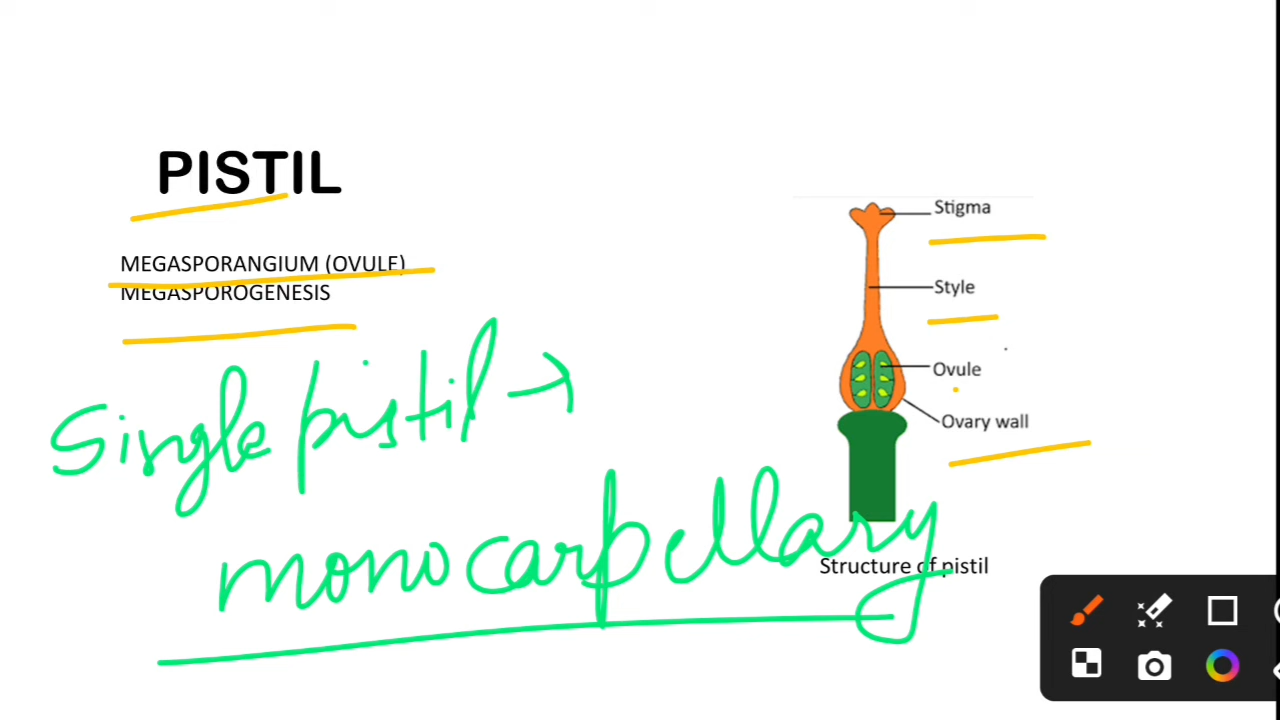 PISTIL
MEGASPORANGIUM (OVULE)
MEGASPOROGENESIS
Single pistil →
monocarpellary
Stigma
Style
Ovule
Ovary wall
Structure of pistil